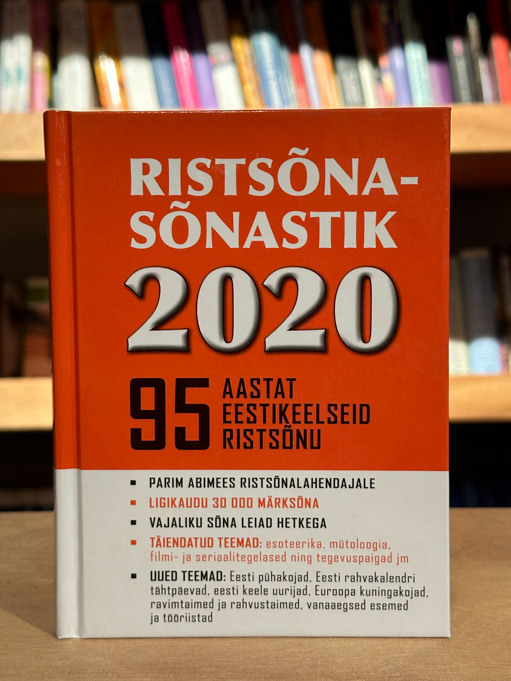 RISTSÕNA-
SÕNASTIK
2020
95 AASTAT
EESTIKEELSEID
RISTSÕNU
▪ PARIM ABIMEES RISTSÕNALAHENDAJALE
▪ LIGIKAUDU 30 000 MÄRKSÕNA
▪ VAJALIKU SÕNA LEIAD HETKEGA
▪ TÄIENDATUD TEEMAD: esoteerika, mütoloogia,
filmi- ja seriaalitegelased ning tegevuspaigad jm
▪ UUED TEEMAD: Eesti pühakojad, Eesti rahvakalendri
tähtpäevad, eesti keele uurijad, Euroopa kuningakojad,
ravimtaimed ja rahvustaimed, vanaaegsed esemed
ja tööriistad